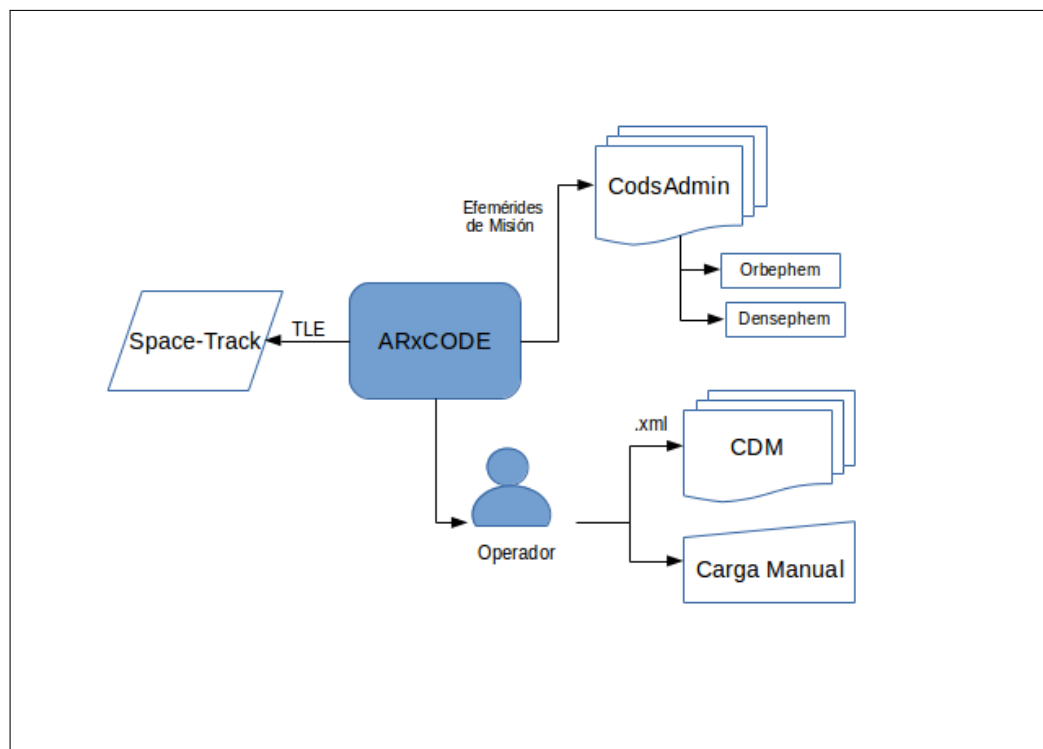 CodsAdmin
Efemérides
de Misión
Orbephem
Densephem
Space-Track
TLE
ARxCODE
.xml
CDM
Operador
Carga Manual